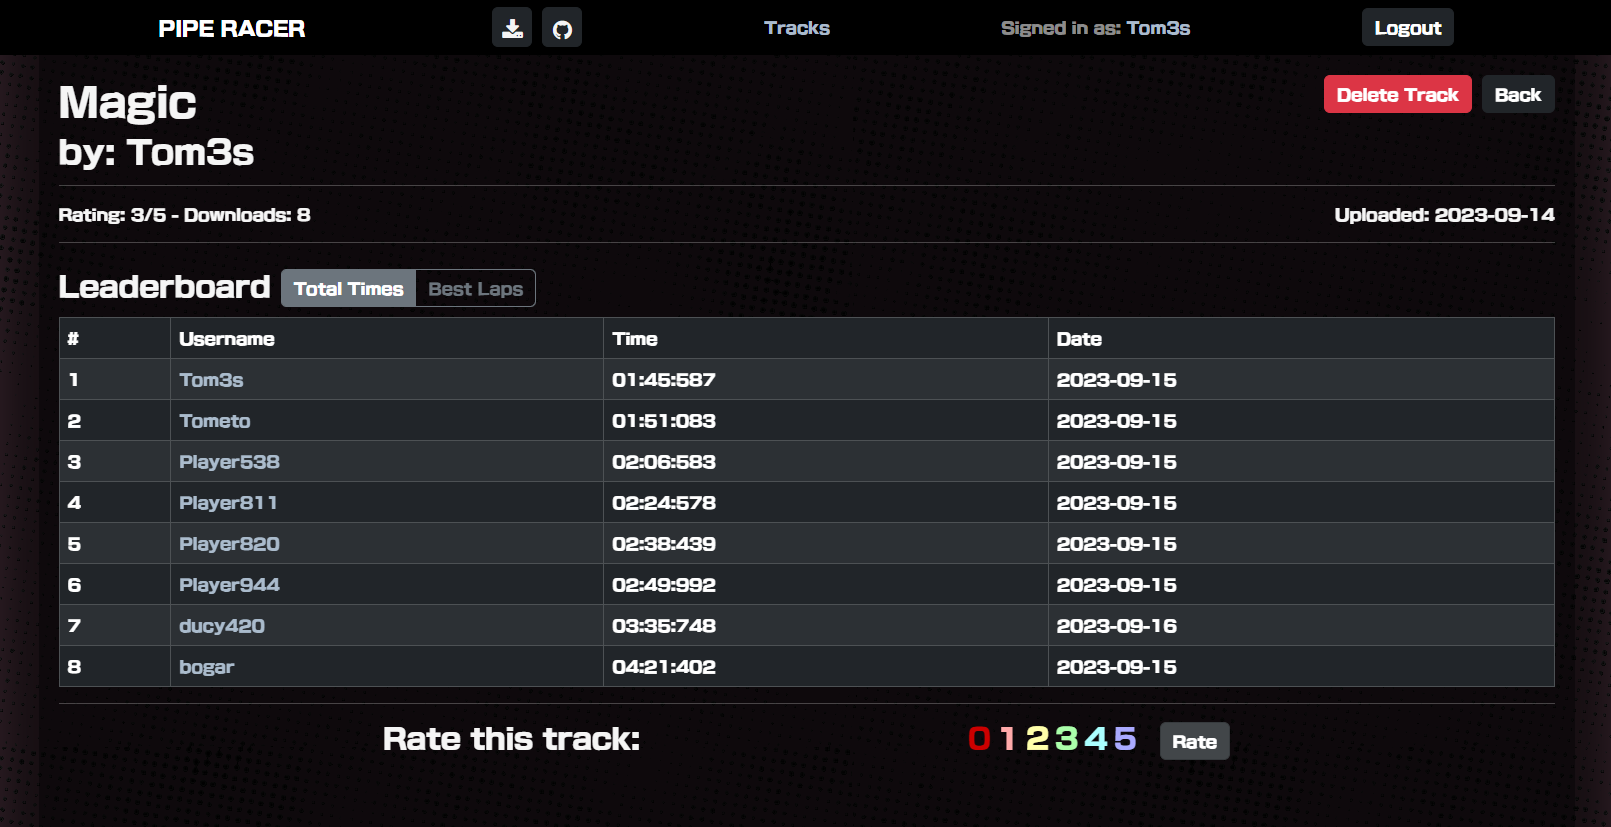 PIPE RACER Tracks Signed in as: Tom3s Logout
Magic Delete Track Back
by: Tom3s
Rating: 3/5 - Downloads: 8 Uploaded: 2023-09-14
Leaderboard Total Times Best Laps
# Username Time Date
1 Tom3s 01:45:587 2023-09-15
2 Tometo 01:51:083 2023-09-15
3 Player538 02:06:583 2023-09-15
4 Player811 02:24:578 2023-09-15
5 Player820 02:38:439 2023-09-15
6 Player944 02:49:992 2023-09-15
7 ducy420 03:35:748 2023-09-16
8 bogar 04:21:402 2023-09-15
Rate this track: 0 1 2 3 4 5 Rate